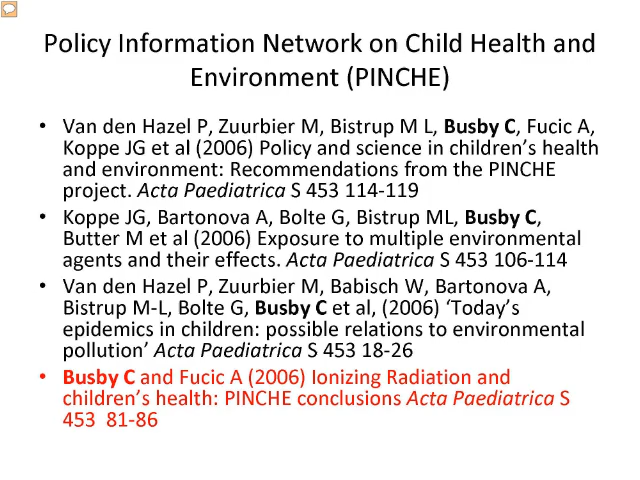 Policy Information Network on Child Health and
Environment (PINCHE)
• Van den Hazel P, Zuurbier M, Bistrup M L, Busby C, Fucic A,
Koppe JG et al (2006) Policy and science in children’s health
and environment: Recommendations from the PINCHE
project. Acta Paediatrica S 453 114-119
• Koppe JG, Bartonova A, Bolte G, Bistrup ML, Busby C,
Butter M et al (2006) Exposure to multiple environmental
agents and their effects. Acta Paediatrica S 453 106-114
• Van den Hazel P, Zuurbier M, Babisch W, Bartonova A,
Bistrup M-L, Bolte G, Busby C et al, (2006) ‘Today’s
epidemics in children: possible relations to environmental
pollution’ Acta Paediatrica S 453 18-26
• Busby C and Fucic A (2006) Ionizing Radiation and
children’s health: PINCHE conclusions Acta Paediatrica S
453  81-86